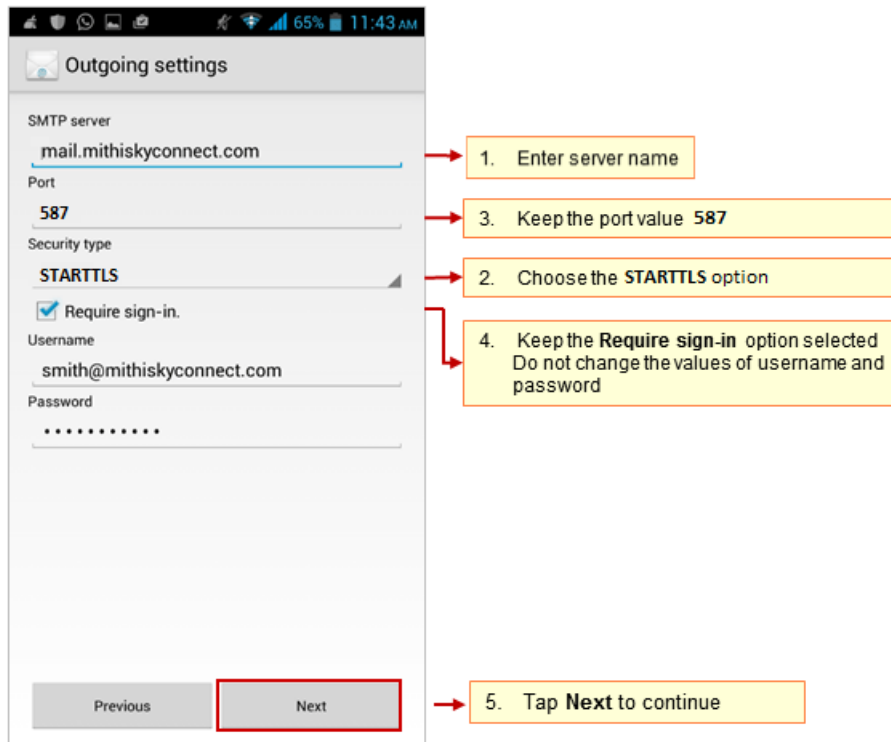 65% 11:43 AM
Outgoing settings
SMTP server
mail.mithiskyconnect.com
1. Enter server name
Port
587
3. Keep the port value 587
Security type
STARTTLS
2. Choose the STARTTLS option
Require sign-in.
4. Keep the Require sign-in option selected
Do not change the values of username and
password
Username
smith@mithiskyconnect.com
Password
Previous
Next
5. Tap Next to continue